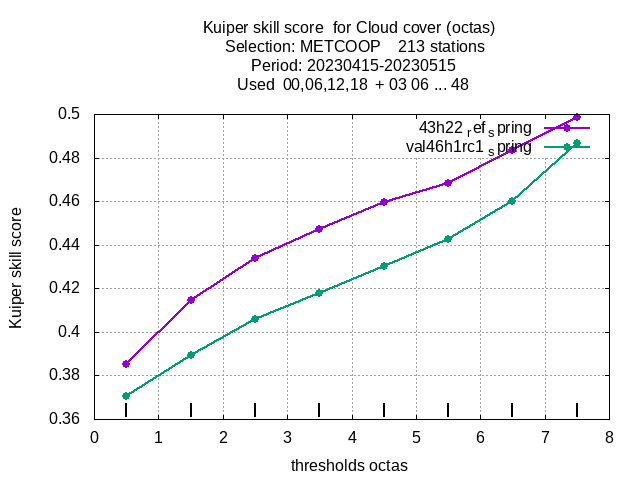 Kuiper skill score  for Cloud cover (octas)
Selection: METCOOP    213 stations
Period: 20230415-20230515
Used  00,06,12,18  + 03 06 ... 48
0.5
43h22 ref spring
val46h1rc1 spring
0.48
0.46
0.44
0.42
0.4
0.38
0.36
Kuiper skill score
0 1 2 3 4 5 6 7 8
thresholds octas